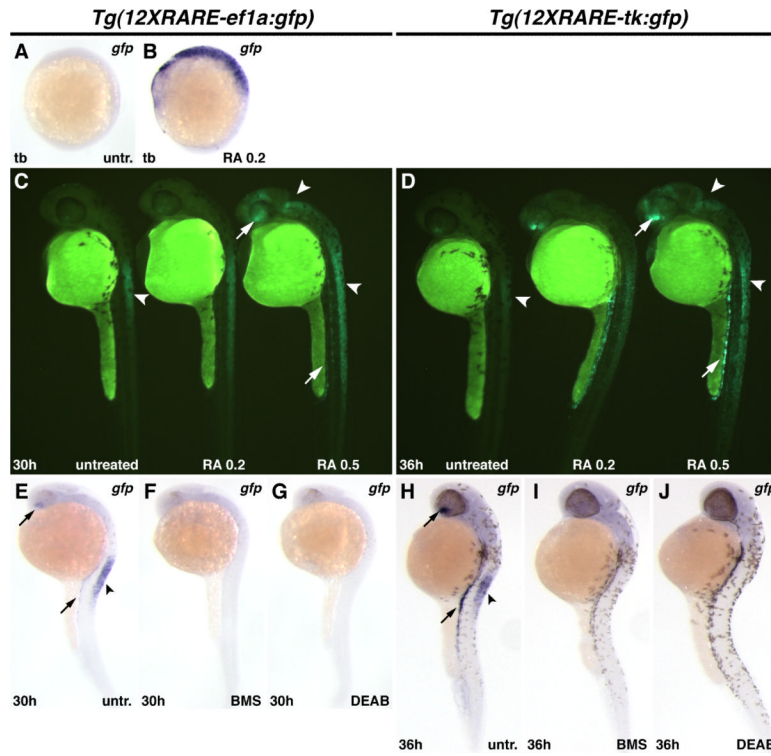 Tg(12XRARE-ef1a:gfp) Tg(12XRARE-tk:gfp)
A gfp B gfp
tb untr. tb RA 0.2
C D
30h untreated RA 0.2 RA 0.5 36h untreated RA 0.2 RA 0.5
E gfp F gfp G gfp H gfp I gfp J gfp
30h untr. 30h BMS 30h DEAB
36h untr. 36h BMS 36h DEAB